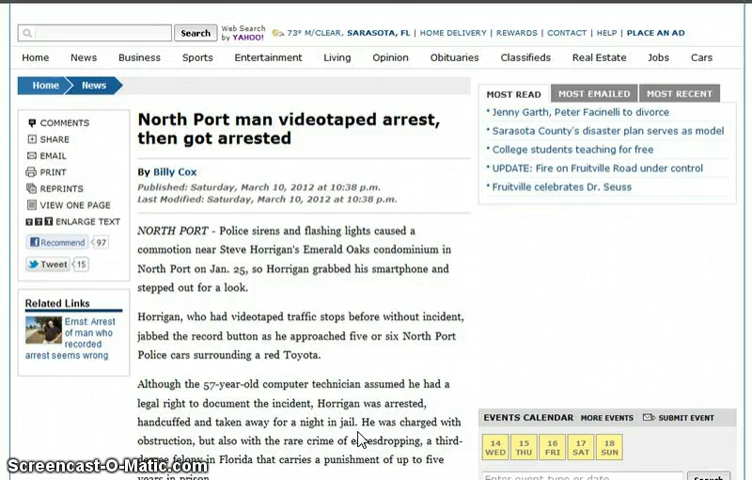 Search
Web Search by YAHOO!
73° M/CLEAR, SARASOTA, FL | HOME DELIVERY | REWARDS | CONTACT | HELP | PLACE AN AD
Home News Business Sports Entertainment Living Opinion Obituaries Classifieds Real Estate Jobs Cars
Home News
COMMENTS
SHARE
EMAIL
PRINT
REPRINTS
VIEW ONE PAGE
ENLARGE TEXT
Recommend 97
Tweet 15
Related Links
Ernst: Arrest
of man who
recorded
arrest seems wrong
North Port man videotaped arrest,
then got arrested
By Billy Cox
Published: Saturday, March 10, 2012 at 10:38 p.m.
Last Modified: Saturday, March 10, 2012 at 10:38 p.m.
NORTH PORT - Police sirens and flashing lights caused a
commotion near Steve Horrigan's Emerald Oaks condominium in
North Port on Jan. 25, so Horrigan grabbed his smartphone and
stepped out for a look.
Horrigan, who had videotaped traffic stops before without incident,
jabbed the record button as he approached five or six North Port
Police cars surrounding a red Toyota.
Although the 57-year-old computer technician assumed he had a
legal right to document the incident, Horrigan was arrested,
handcuffed and taken away for a night in jail. He was charged with
obstruction, but also with the rare crime of eavesdropping, a third-
degree felony in Florida that carries a punishment of up to five
years in prison.
MOST READ MOST EMAILED MOST RECENT
Jenny Garth, Peter Facinelli to divorce
Sarasota County's disaster plan serves as model
College students teaching for free
UPDATE: Fire on Fruitville Road under control
Fruitville celebrates Dr. Seuss
EVENTS CALENDAR MORE EVENTS SUBMIT EVENT
14 WED 15 THU 16 FRI 17 SAT 18 SUN
Enter event type or date
Search
Screencast-O-Matic.com